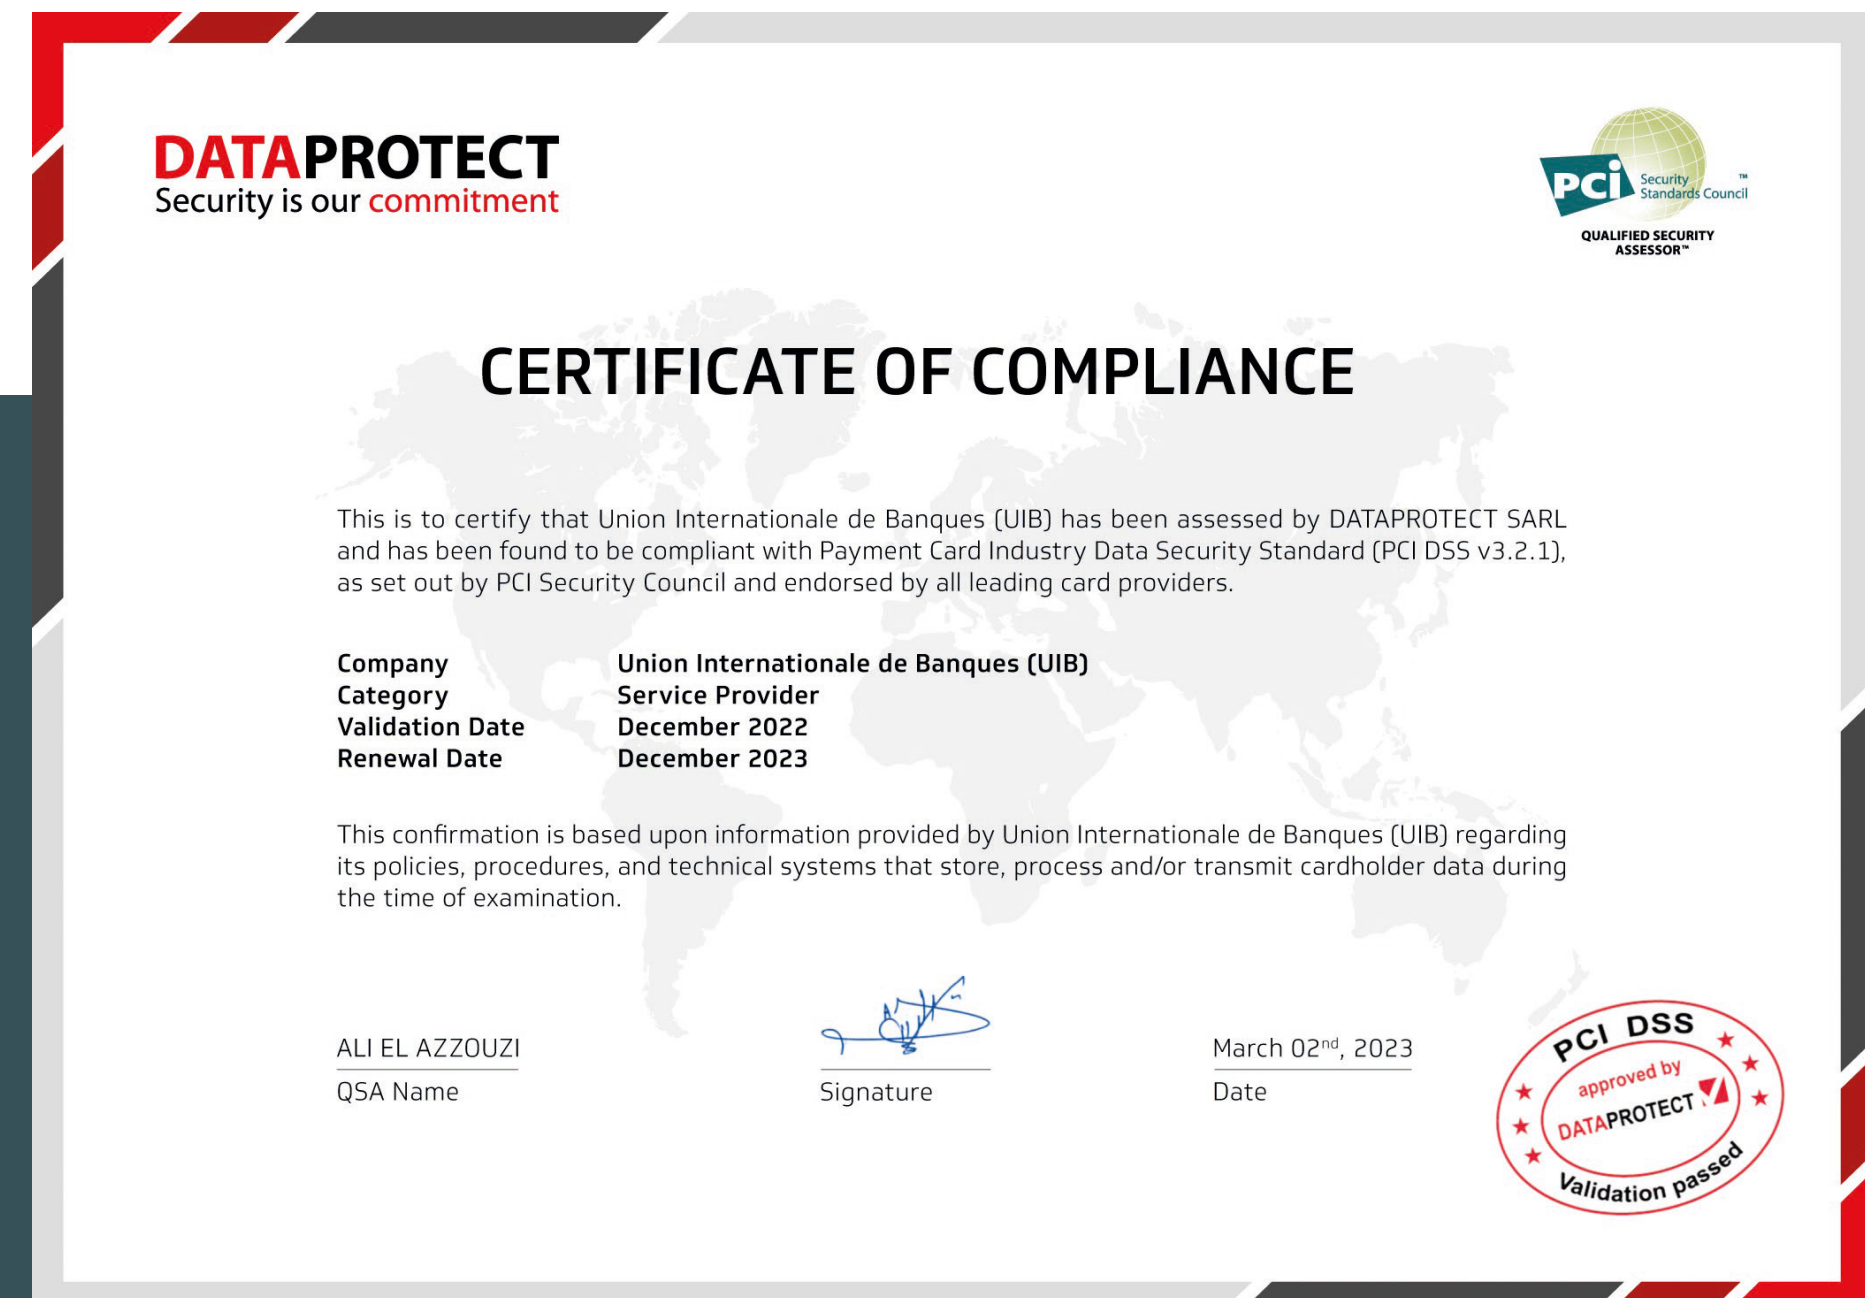 DATAPROTECT
Security is our commitment
PCI Security
Standards Council ™
QUALIFIED SECURITY
ASSESSOR™
CERTIFICATE OF COMPLIANCE
This is to certify that Union Internationale de Banques (UIB) has been assessed by DATAPROTECT SARL
and has been found to be compliant with Payment Card Industry Data Security Standard (PCI DSS v3.2.1),
as set out by PCI Security Council and endorsed by all leading card providers.
Company Union Internationale de Banques (UIB)
Category Service Provider
Validation Date December 2022
Renewal Date December 2023
This confirmation is based upon information provided by Union Internationale de Banques (UIB) regarding
its policies, procedures, and technical systems that store, process and/or transmit cardholder data during
the time of examination.
ALI EL AZZOUZI March 02nd, 2023
QSA Name Signature Date
PCI DSS
approved by
DATAPROTECT
Validation passed